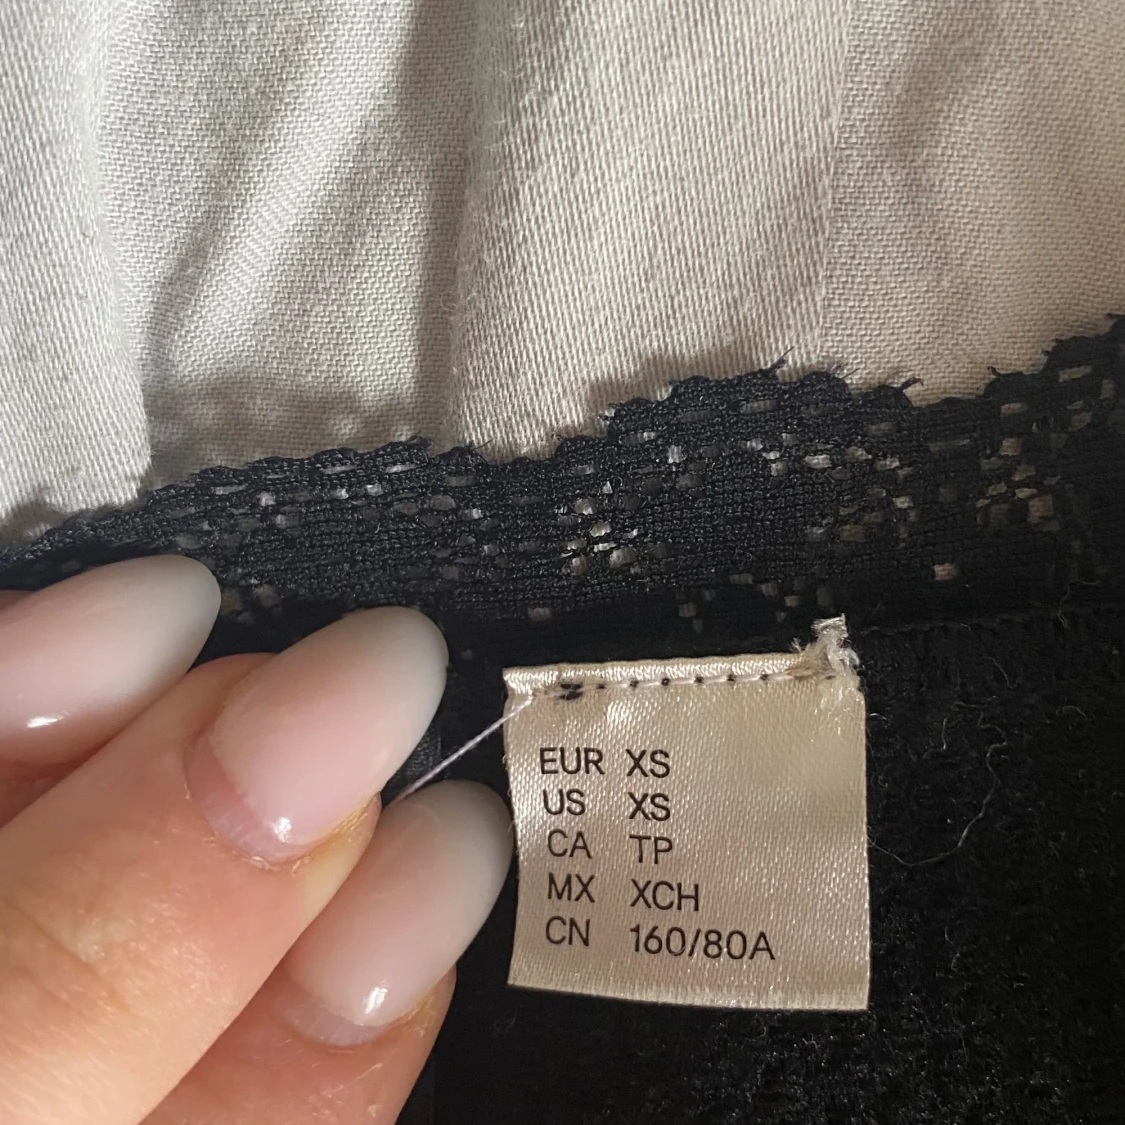 EUR XS
US XS
CA TP
MX XCH
CN 160/80A